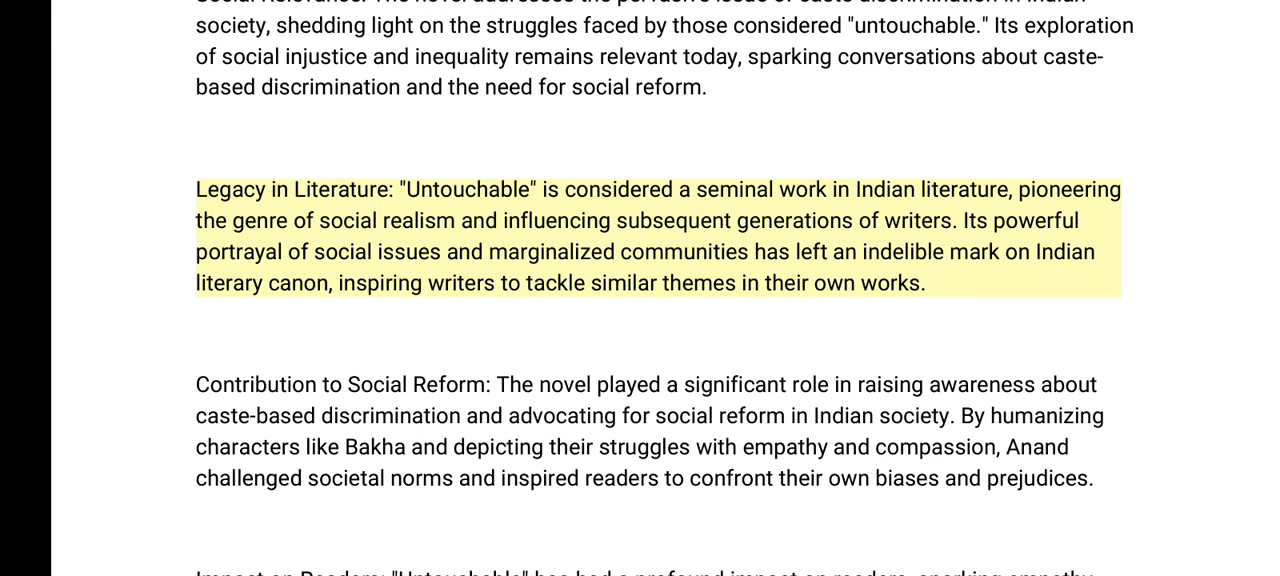 society, shedding light on the struggles faced by those considered "untouchable." Its exploration
of social injustice and inequality remains relevant today, sparking conversations about caste-
based discrimination and the need for social reform.
Legacy in Literature: "Untouchable" is considered a seminal work in Indian literature, pioneering
the genre of social realism and influencing subsequent generations of writers. Its powerful
portrayal of social issues and marginalized communities has left an indelible mark on Indian
literary canon, inspiring writers to tackle similar themes in their own works.
Contribution to Social Reform: The novel played a significant role in raising awareness about
caste-based discrimination and advocating for social reform in Indian society. By humanizing
characters like Bakha and depicting their struggles with empathy and compassion, Anand
challenged societal norms and inspired readers to confront their own biases and prejudices.